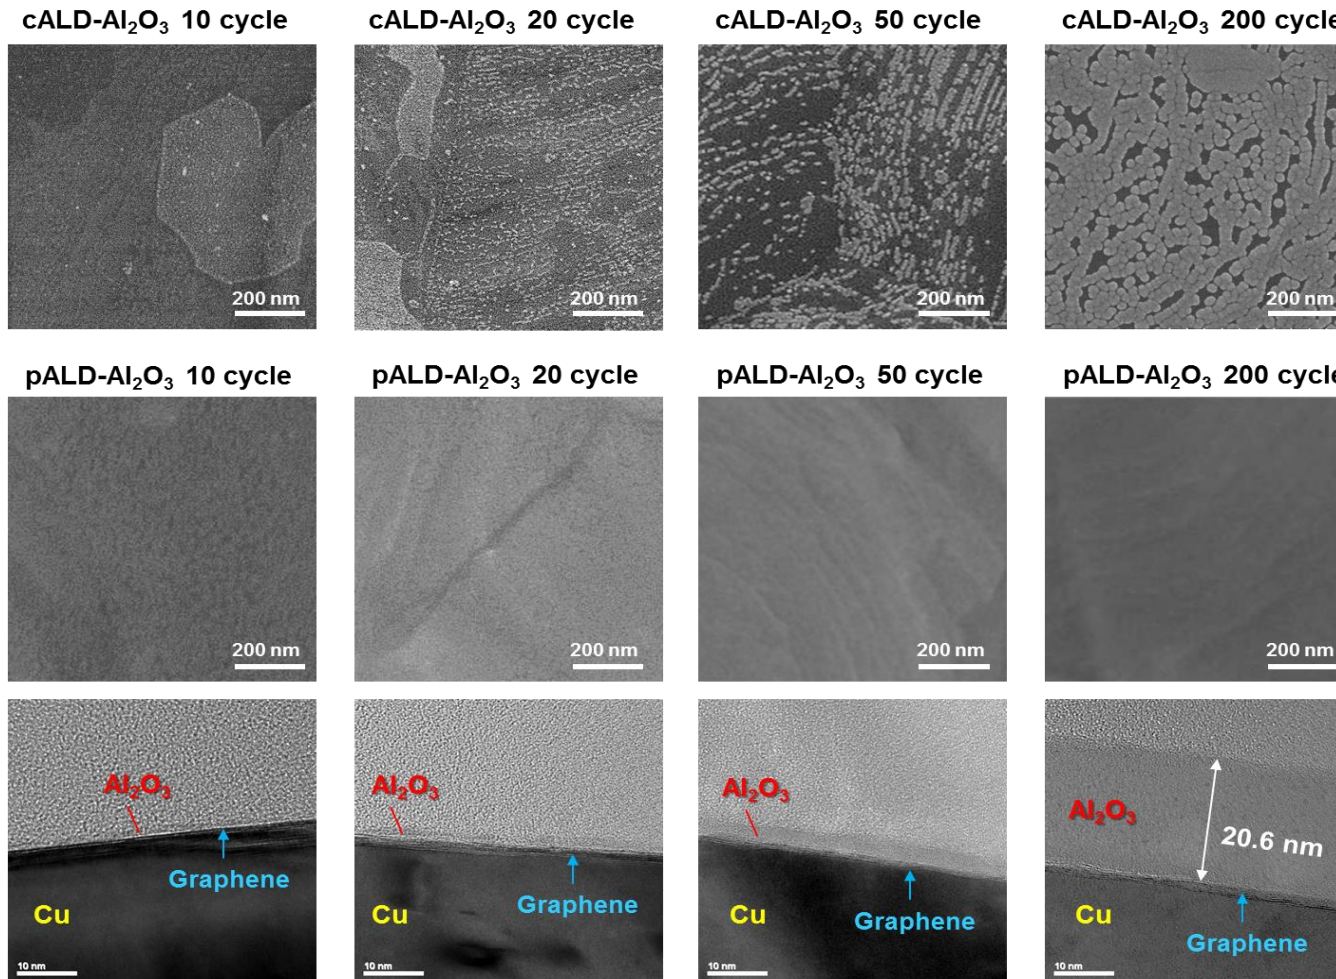 cALD-Al₂O₃ 10 cycle
cALD-Al₂O₃ 20 cycle
cALD-Al₂O₃ 50 cycle
cALD-Al₂O₃ 200 cycle
200 nm
200 nm
200 nm
200 nm
pALD-Al₂O₃ 10 cycle
pALD-Al₂O₃ 20 cycle
pALD-Al₂O₃ 50 cycle
pALD-Al₂O₃ 200 cycle
200 nm
200 nm
200 nm
200 nm
Al₂O₃
Graphene
Cu
10 nm
Al₂O₃
Graphene
Cu
10 nm
Al₂O₃
Graphene
Cu
10 nm
Al₂O₃
20.6 nm
Cu
Graphene
10 nm